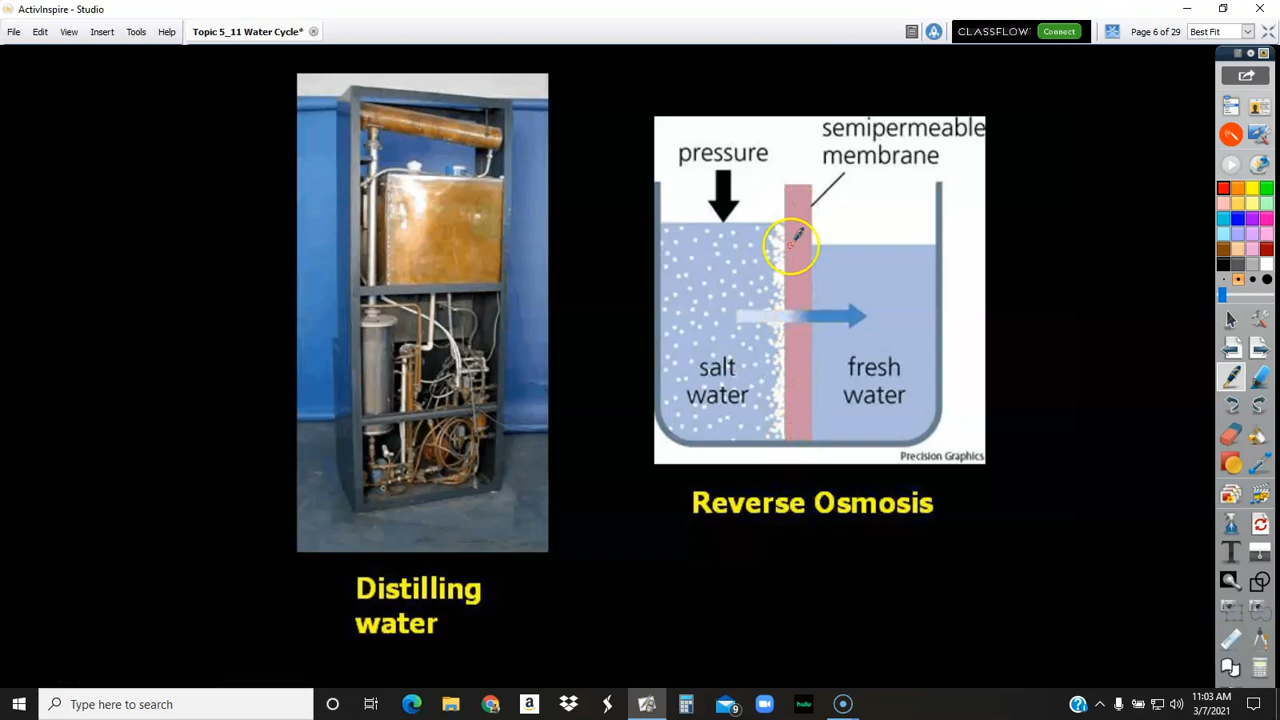 ActivInspire - Studio
File Edit View Insert Tools Help Topic 5_11 Water Cycle* CLASSFLOW Connect Page 6 of 29 Best Fit
semipermeable
membrane
pressure
salt
water
fresh
water
Precision Graphics
Reverse Osmosis
Distilling
water
Type here to search
a
hulu
9
11:03 AM
3/7/2021